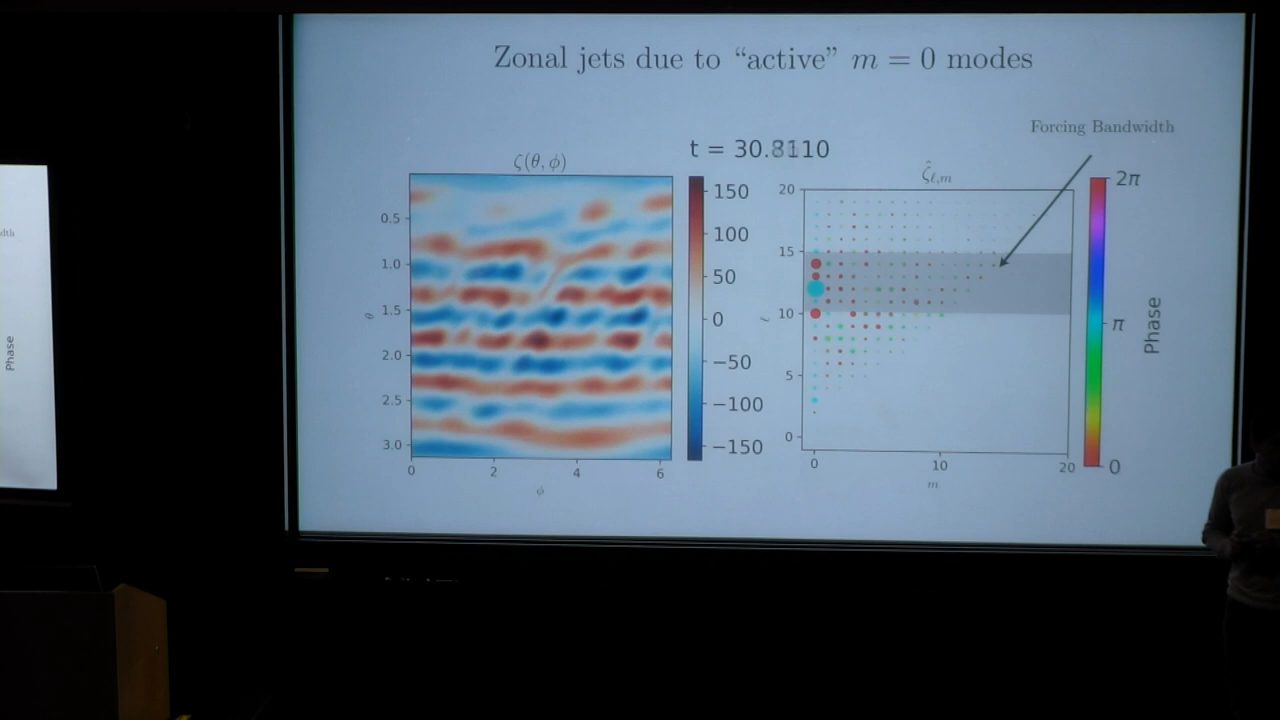 Zonal jets due to “active” m = 0 modes
Forcing Bandwidth
t = 30.8110
ζ(θ, φ)
0.5
1.0
1.5
2.0
2.5
3.0
θ
0 2 4 6
ϕ
150
100
50
0
−50
−100
−150
ζ̂ℓ,m
20
15
10
5
0
ℓ
0 10 20
m
2π
π
0
Phase
Phase